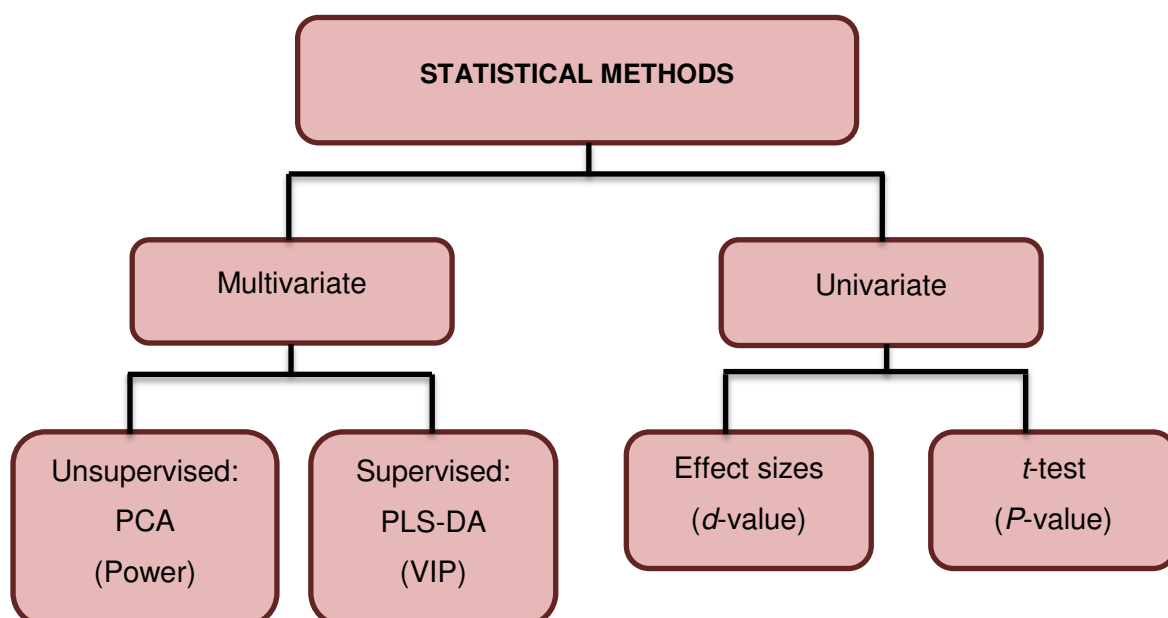 STATISTICAL METHODS
Multivariate
Univariate
Unsupervised:
PCA
(Power)
Supervised:
PLS-DA
(VIP)
Effect sizes
(d-value)
t-test
(P-value)